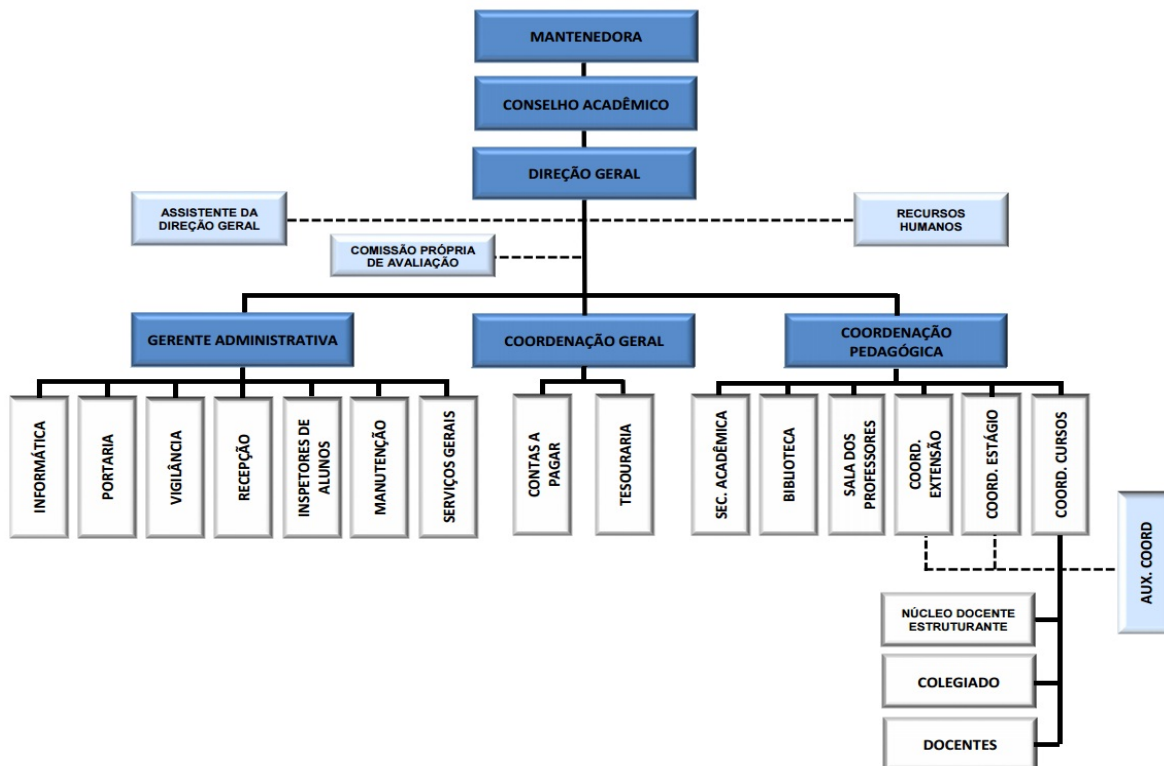 MANTENEDORA
CONSELHO ACADÊMICO
DIREÇÃO GERAL
ASSISTENTE DA
DIREÇÃO GERAL
RECURSOS
HUMANOS
COMISSÃO PRÓPRIA
DE AVALIAÇÃO
GERENTE ADMINISTRATIVA
COORDENAÇÃO GERAL
COORDENAÇÃO
PEDAGÓGICA
INFORMÁTICA
PORTARIA
VIGILÂNCIA
RECEPÇÃO
INSPETORES DE
ALUNOS
MANUTENÇÃO
SERVIÇOS GERAIS
CONTAS A
PAGAR
TESOURARIA
SEC. ACADÊMICA
BIBLIOTECA
SALA DOS
PROFESSORES
COORD.
EXTENSÃO
COORD. ESTÁGIO
COORD. CURSOS
AUX. COORD
NÚCLEO DOCENTE
ESTRUTURANTE
COLEGIADO
DOCENTES